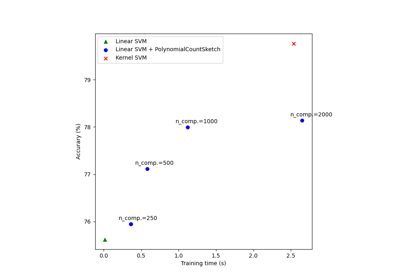 Linear SVM
Linear SVM + PolynomialCountSketch
Kernel SVM
79
78
77
76
Accurary (%)
n_comp.=2000
n_comp.=1000
n_comp.=500
n_comp.=250
0.0 0.5 1.0 1.5 2.0 2.5
Training time (s)